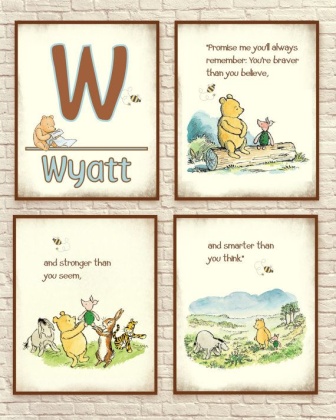 W
Wyatt
"Promise me you'll always
remember: You're braver
than you believe,
and stronger than
you seem,
and smarter than
you think."